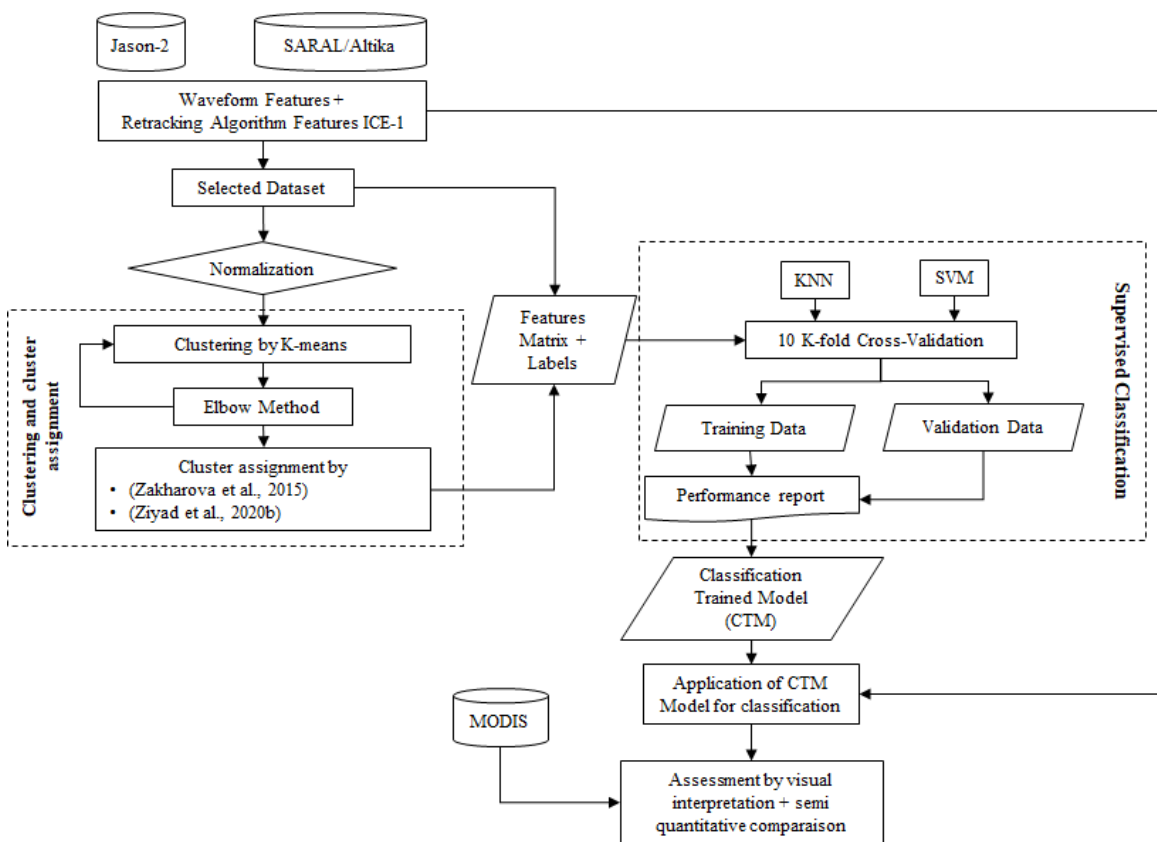 Jason-2
SARAL/Altika
Waveform Features +
Retracking Algorithm Features ICE-1
Selected Dataset
Normalization
Clustering and cluster
assignment
Clustering by K-means
Elbow Method
Cluster assignment by
• (Zakharova et al., 2015)
• (Ziyad et al., 2020b)
Features
Matrix +
Labels
Supervised Classification
KNN
SVM
10 K-fold Cross-Validation
Training Data
Validation Data
Performance report
Classification
Trained Model
(CTM)
Application of CTM
Model for classification
MODIS
Assessment by visual
interpretation + semi
quantitative comparaison